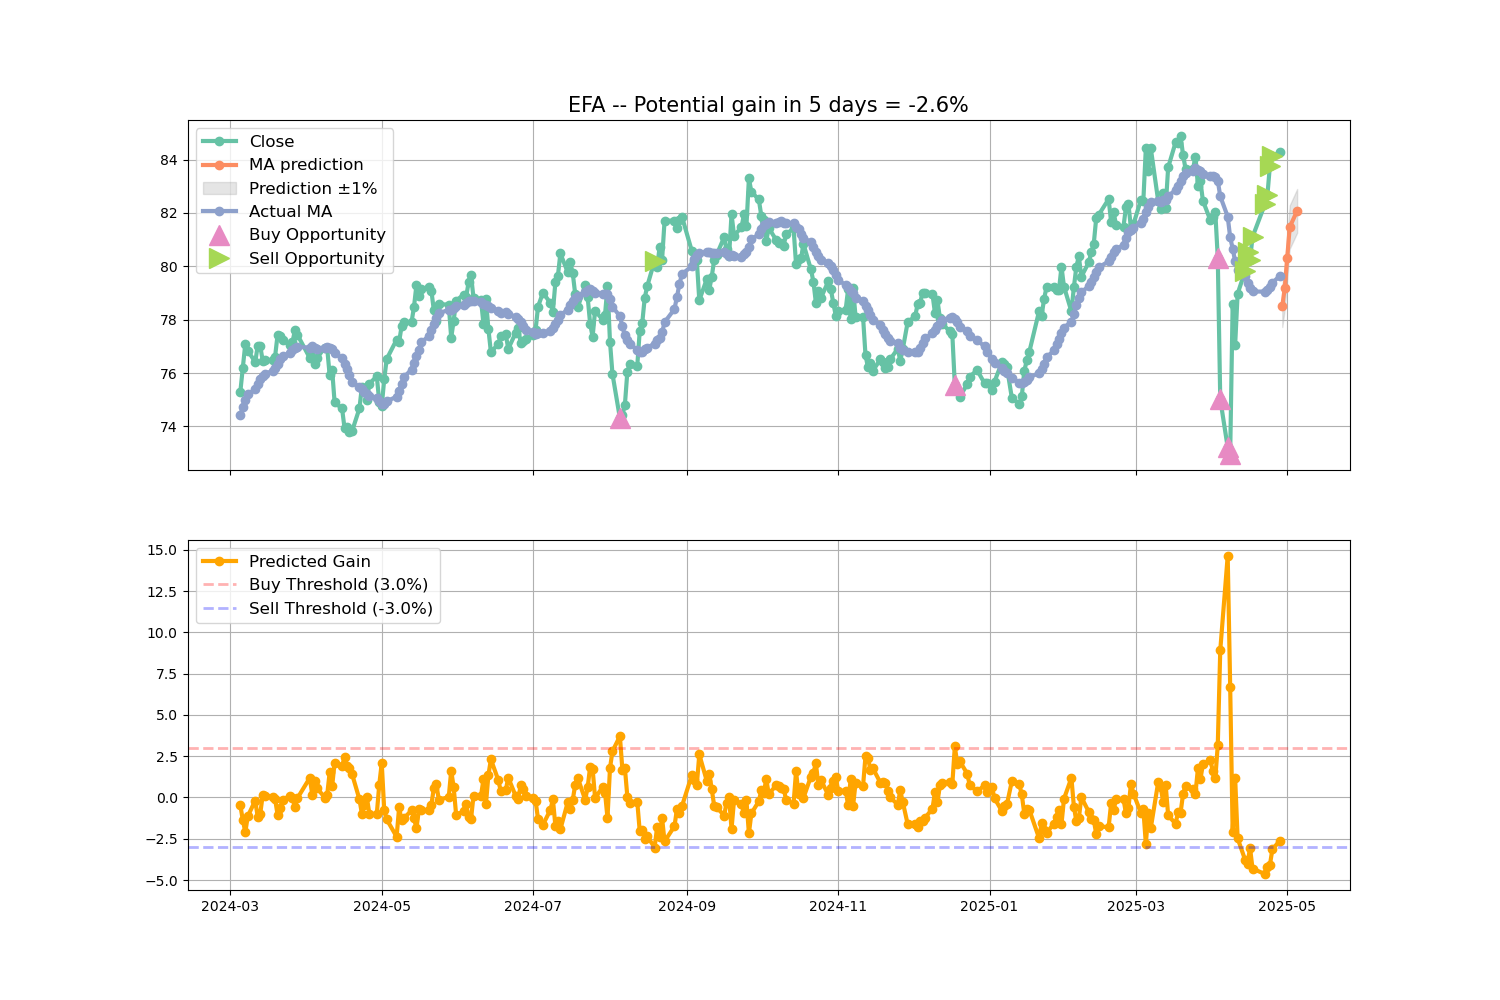 EFA -- Potential gain in 5 days = -2.6%
Close
MA prediction
Prediction ±1%
Actual MA
Buy Opportunity
Sell Opportunity
84
82
80
78
76
74
15.0
12.5
10.0
7.5
5.0
2.5
0.0
−2.5
−5.0
Predicted Gain
Buy Threshold (3.0%)
Sell Threshold (-3.0%)
2024-03 2024-05 2024-07 2024-09 2024-11 2025-01 2025-03 2025-05